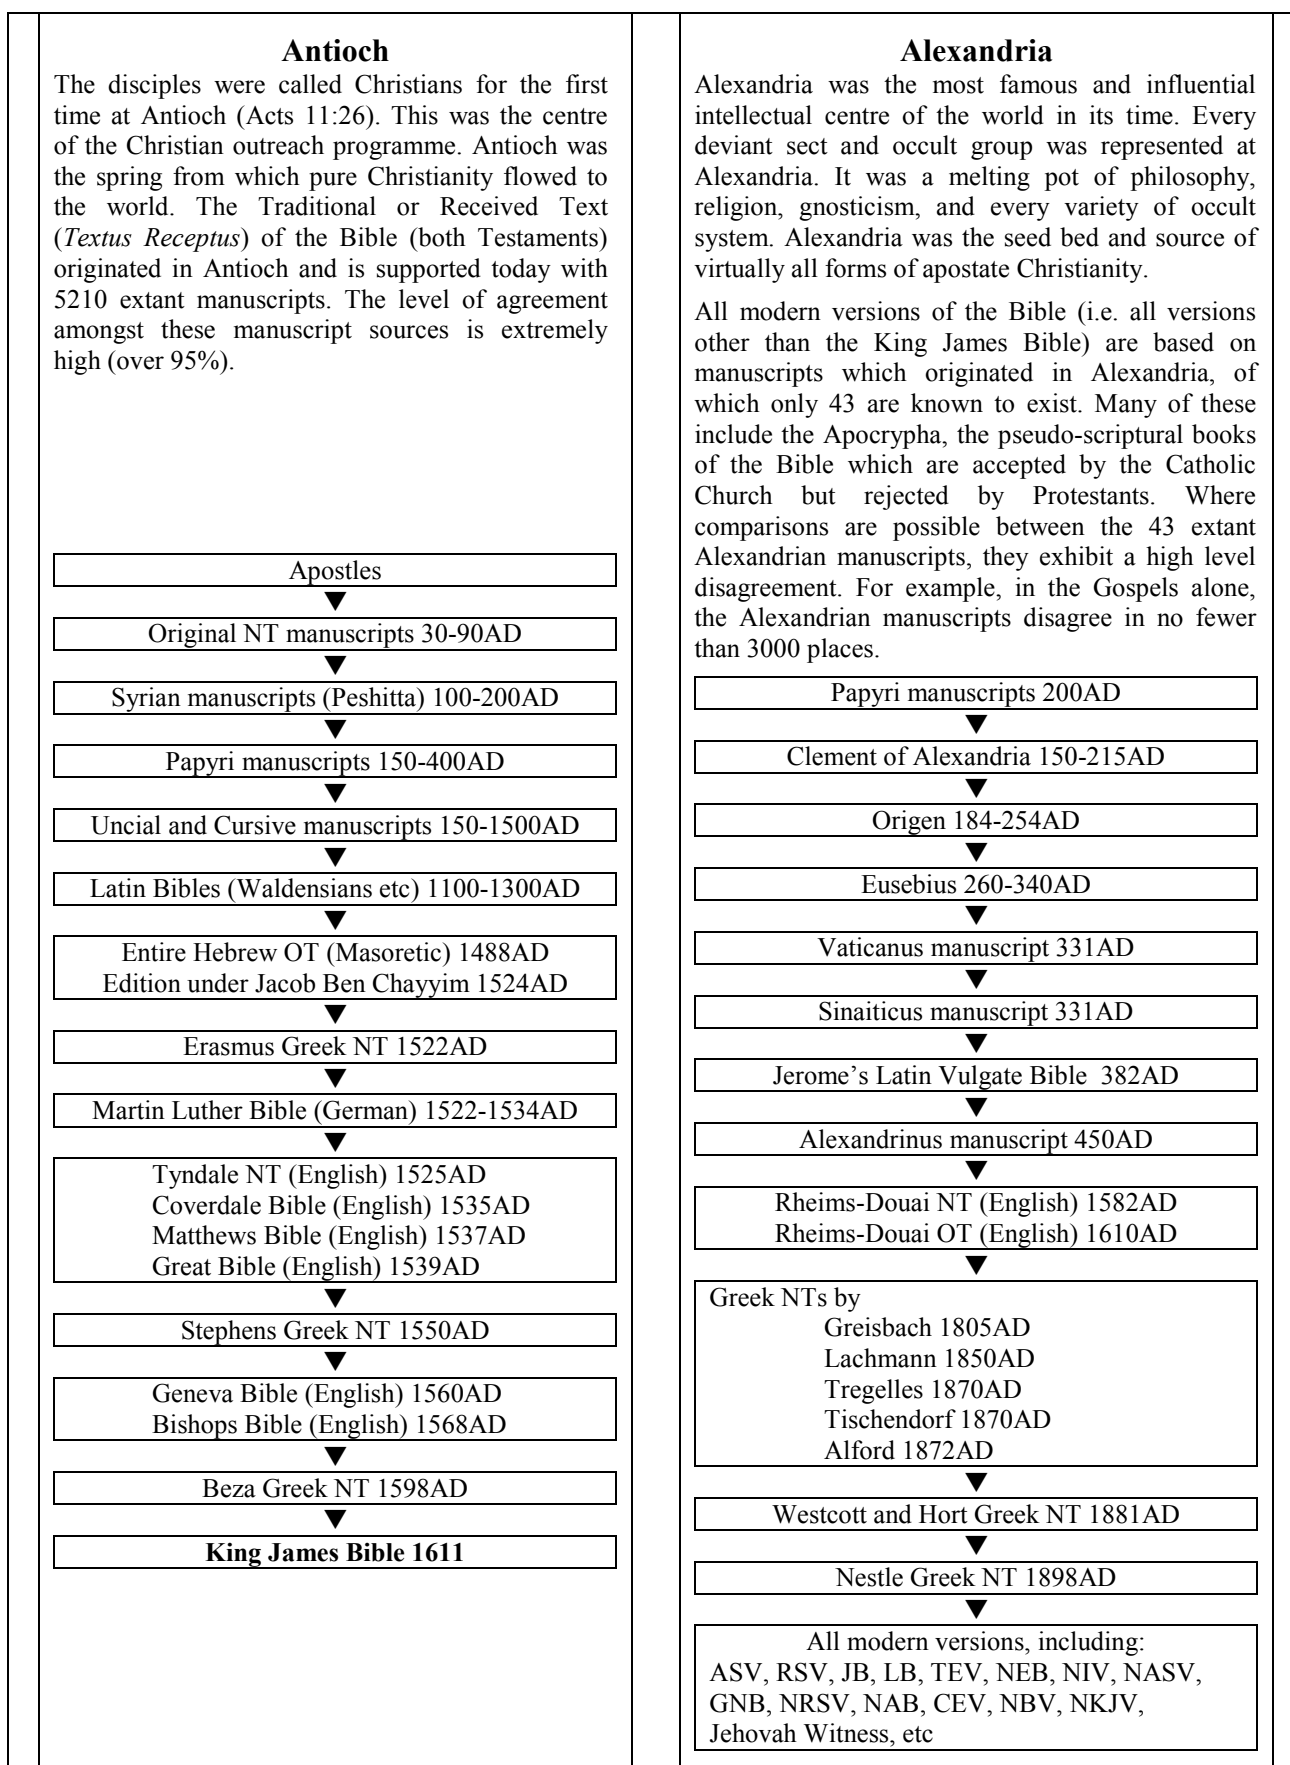 Antioch
The disciples were called Christians for the first
time at Antioch (Acts 11:26). This was the centre
of the Christian outreach programme. Antioch was
the spring from which pure Christianity flowed to
the world. The Traditional or Received Text
(Textus Receptus) of the Bible (both Testaments)
originated in Antioch and is supported today with
5210 extant manuscripts. The level of agreement
amongst these manuscript sources is extremely
high (over 95%).
Apostles
Original NT manuscripts 30-90AD
Syrian manuscripts (Peshitta) 100-200AD
Papyri manuscripts 150-400AD
Uncial and Cursive manuscripts 150-1500AD
Latin Bibles (Waldensians etc) 1100-1300AD
Entire Hebrew OT (Masoretic) 1488AD
Edition under Jacob Ben Chayyim 1524AD
Erasmus Greek NT 1522AD
Martin Luther Bible (German) 1522-1534AD
Tyndale NT (English) 1525AD
Coverdale Bible (English) 1535AD
Matthews Bible (English) 1537AD
Great Bible (English) 1539AD
Stephens Greek NT 1550AD
Geneva Bible (English) 1560AD
Bishops Bible (English) 1568AD
Beza Greek NT 1598AD
King James Bible 1611
Alexandria
Alexandria was the most famous and influential
intellectual centre of the world in its time. Every
deviant sect and occult group was represented at
Alexandria. It was a melting pot of philosophy,
religion, gnosticism, and every variety of occult
system. Alexandria was the seed bed and source of
virtually all forms of apostate Christianity.
All modern versions of the Bible (i.e. all versions
other than the King James Bible) are based on
manuscripts which originated in Alexandria, of
which only 43 are known to exist. Many of these
include the Apocrypha, the pseudo-scriptural books
of the Bible which are accepted by the Catholic
Church but rejected by Protestants. Where
comparisons are possible between the 43 extant
Alexandrian manuscripts, they exhibit a high level
disagreement. For example, in the Gospels alone,
the Alexandrian manuscripts disagree in no fewer
than 3000 places.
Papyri manuscripts 200AD
Clement of Alexandria 150-215AD
Origen 184-254AD
Eusebius 260-340AD
Vaticanus manuscript 331AD
Sinaiticus manuscript 331AD
Jerome’s Latin Vulgate Bible 382AD
Alexandrinus manuscript 450AD
Rheims-Douai NT (English) 1582AD
Rheims-Douai OT (English) 1610AD
Greek NTs by
Greisbach 1805AD
Lachmann 1850AD
Tregelles 1870AD
Tischendorf 1870AD
Alford 1872AD
Westcott and Hort Greek NT 1881AD
Nestle Greek NT 1898AD
All modern versions, including:
ASV, RSV, JB, LB, TEV, NEB, NIV, NASV,
GNB, NRSV, NAB, CEV, NBV, NKJV,
Jehovah Witness, etc